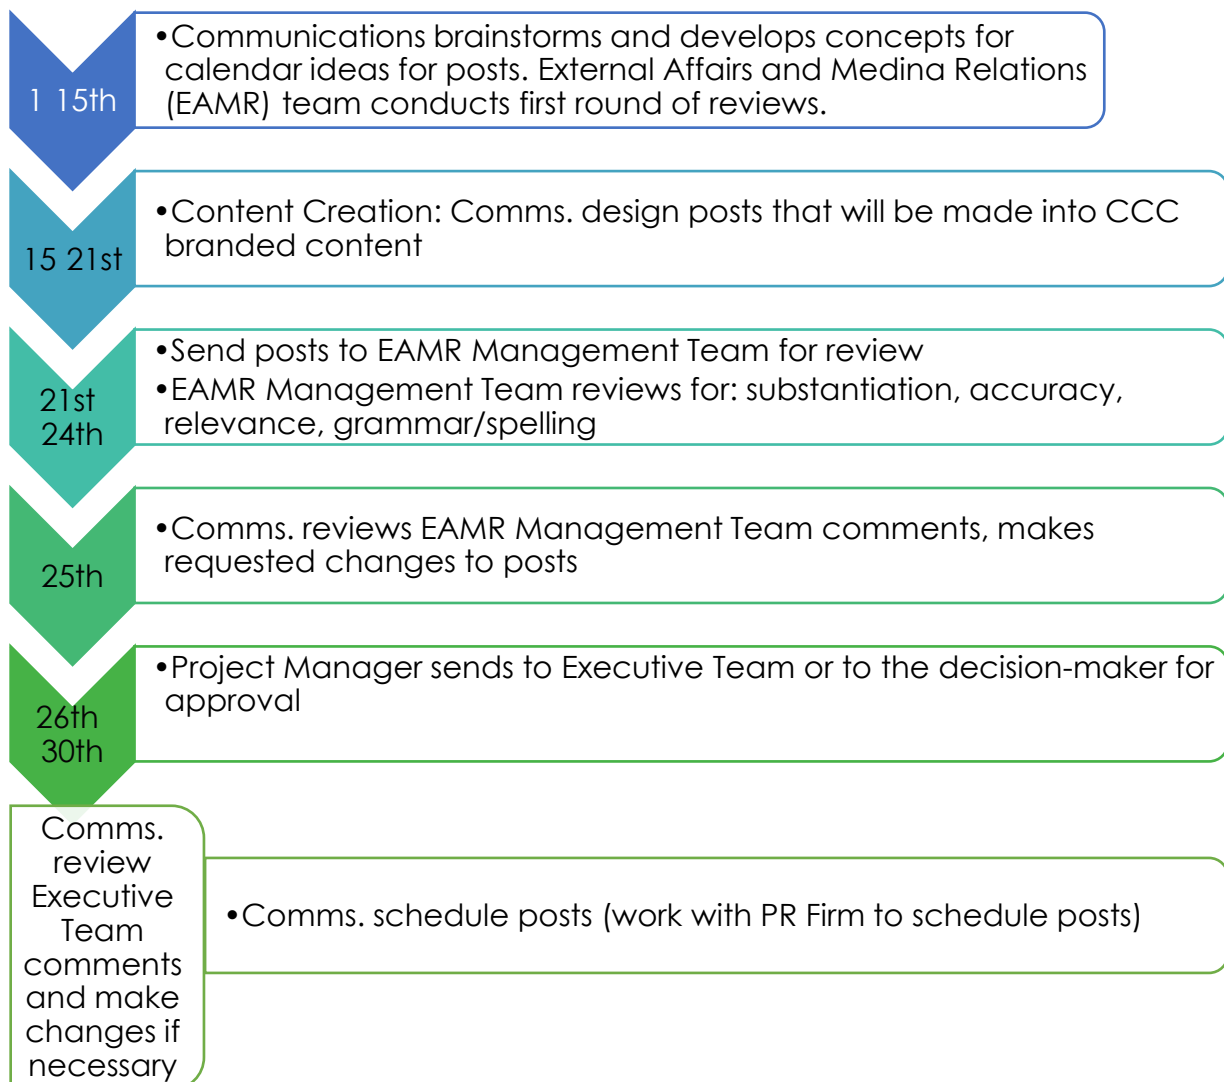 1 15th
•Communications brainstorms and develops concepts for
calendar ideas for posts. External Affairs and Medina Relations
(EAMR) team conducts first round of reviews.
15 21st
•Content Creation: Comms. design posts that will be made into CCC
branded content
21st
24th
•Send posts to EAMR Management Team for review
•EAMR Management Team reviews for: substantiation, accuracy,
relevance, grammar/spelling
25th
•Comms. reviews EAMR Management Team comments, makes
requested changes to posts
26th
30th
•Project Manager sends to Executive Team or to the decision-maker for
approval
Comms.
review
Executive
Team
comments
and make
changes if
necessary
•Comms. schedule posts (work with PR Firm to schedule posts)